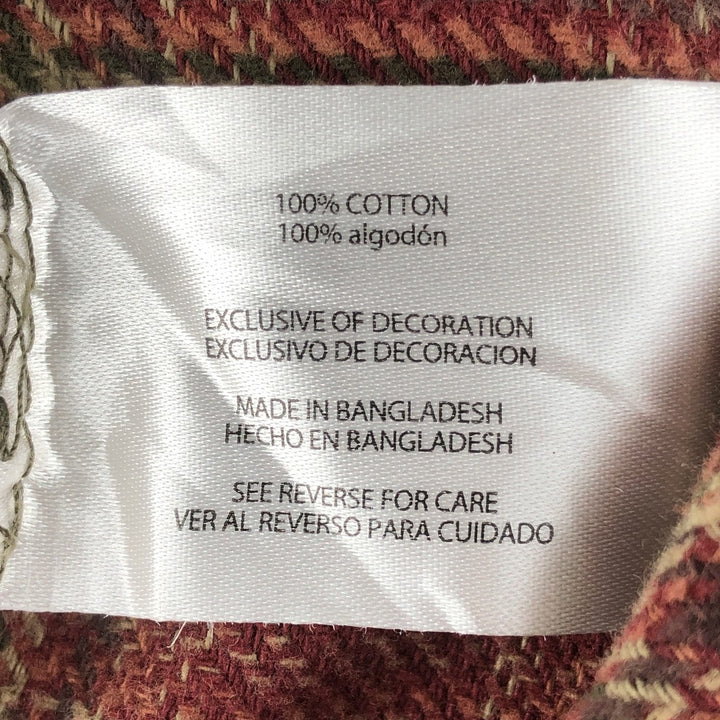 100% COTTON
100% algodón
EXCLUSIVE OF DECORATION
EXCLUSIVO DE DECORACION
MADE IN BANGLADESH
HECHO EN BANGLADESH
SEE REVERSE FOR CARE
VER AL REVERSO PARA CUIDADO